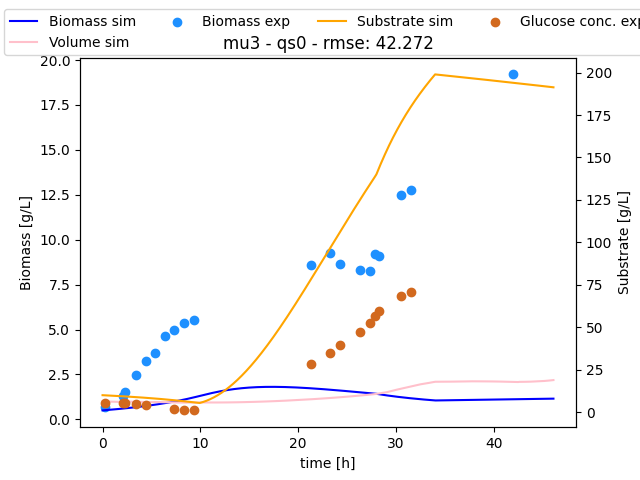 Biomass sim
Biomass exp
Substrate sim
Glucose conc. exp
Volume sim
mu3 - qs0 - rmse: 42.272
20.0
17.5
15.0
12.5
10.0
7.5
5.0
2.5
0.0
Biomass [g/L]
200
175
150
125
100
75
50
25
0
Substrate [g/L]
0
10
20
30
40
time [h]